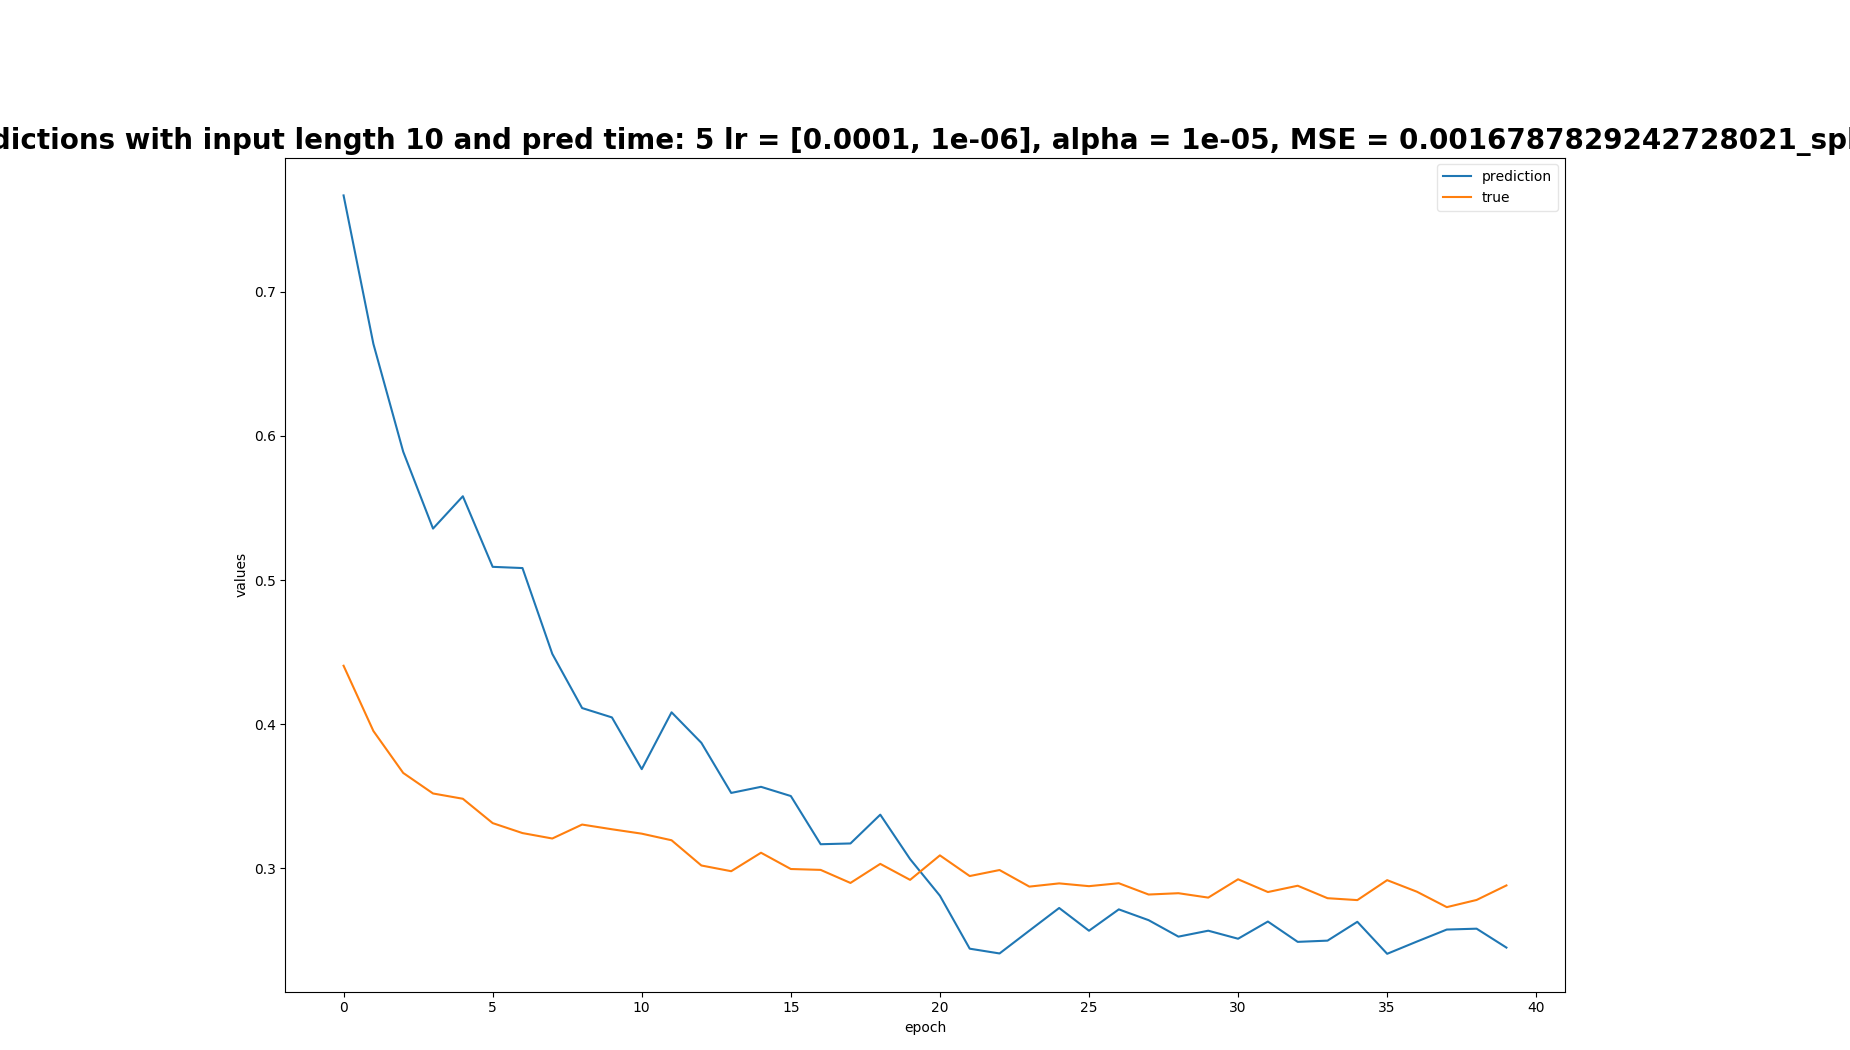 with input length 10 and pred time: 5 lr = [0.0001, 1e-06], alpha = 1e-05, MSE = 0.0016787829242728021_spl
prediction
true
0.7
0.6
0.5
0.4
0.3
values
0 5 10 15 20 25 30 35 40
epoch